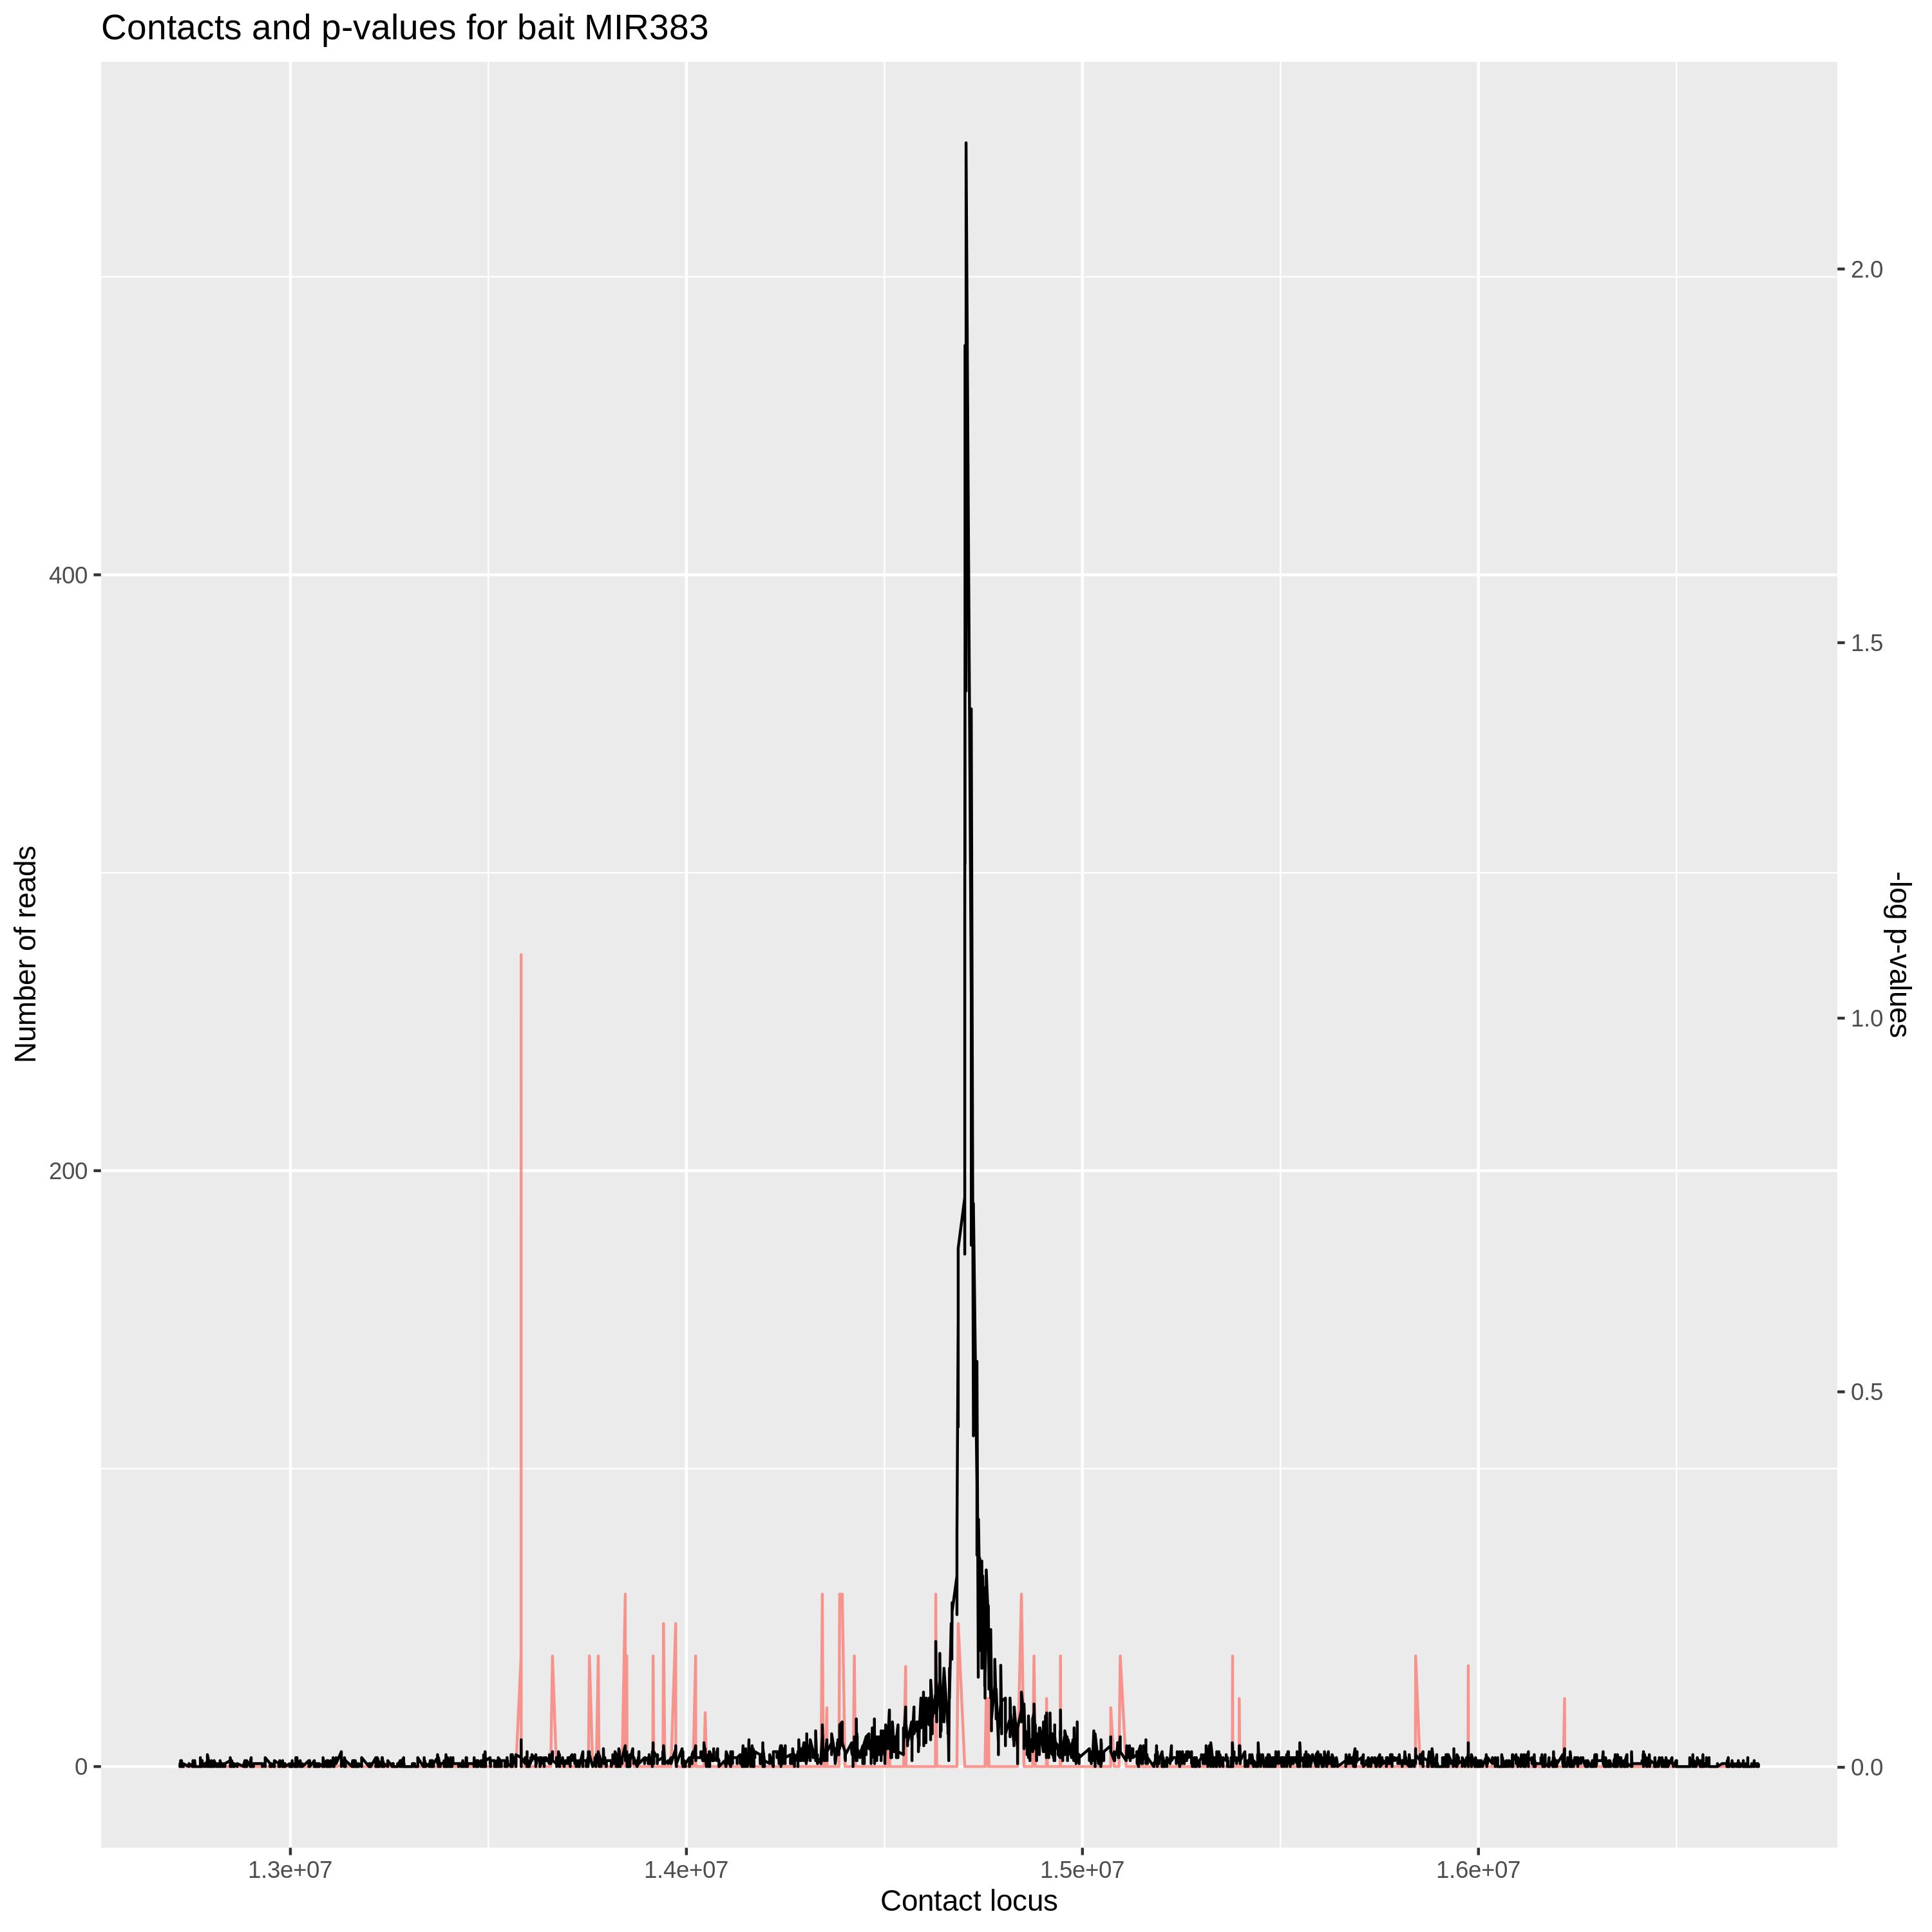 Contacts and p-values for bait MIR383
2.0
400
1.5
Number of reads
-log p-values
1.0
200
0.5
0
0.0
1.3e+07
1.4e+07
1.5e+07
1.6e+07
Contact locus